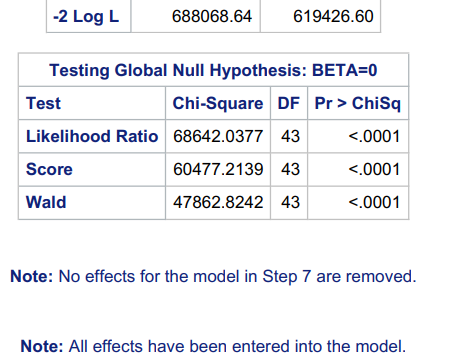 -2 Log L 688068.64 619426.60
Testing Global Null Hypothesis: BETA=0
Test Chi-Square DF Pr > ChiSq
Likelihood Ratio 68642.0377 43 <.0001
Score 60477.2139 43 <.0001
Wald 47862.8242 43 <.0001
Note: No effects for the model in Step 7 are removed.
Note: All effects have been entered into the model.